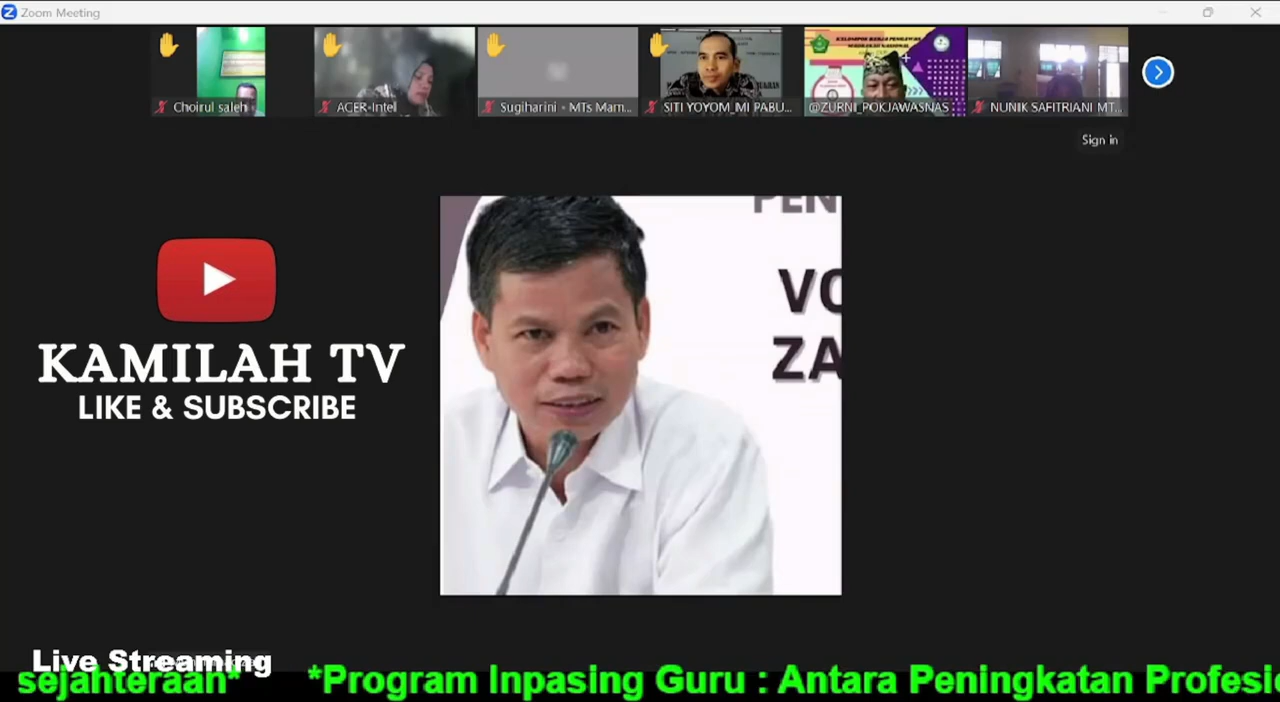 Zoom Meeting
Choirul saleh
ACER-Intel
Sugiharini - MTs Mam...
SITI YOYOM_MI PABU...
@ZURNI_POKJAWASNAS
NUNIK SAFITRIANI MT...
Sign in
PEN
VO
ZA
KAMILAH TV
LIKE & SUBSCRIBE
Live Streaming
sejahteraan* *Program Inpasing Guru : Antara Peningkatan Profesio